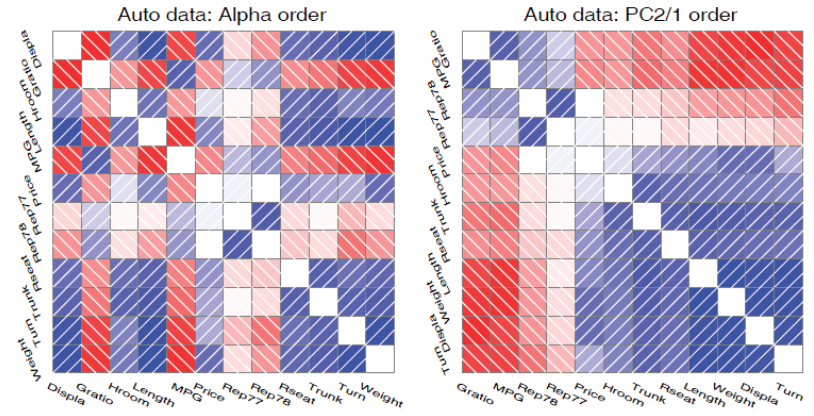 Auto data: Alpha order
Displa
Gratio
Hroom
Length
MPG
Price
Rep77
Rep78
Rseat
Trunk
Turn
Weight
Displa
Gratio
Hroom
Length
MPG
Price
Rep77
Rep78
Rseat
Trunk
Turn
Weight
Auto data: PC2/1 order
Gratio
MPG
Rep78
Rep77
Price
Hroom
Trunk
Rseat
Length
Weight
Displa
Turn
Gratio
MPG
Rep78
Rep77
Price
Hroom
Trunk
Rseat
Length
Weight
Displa
Turn